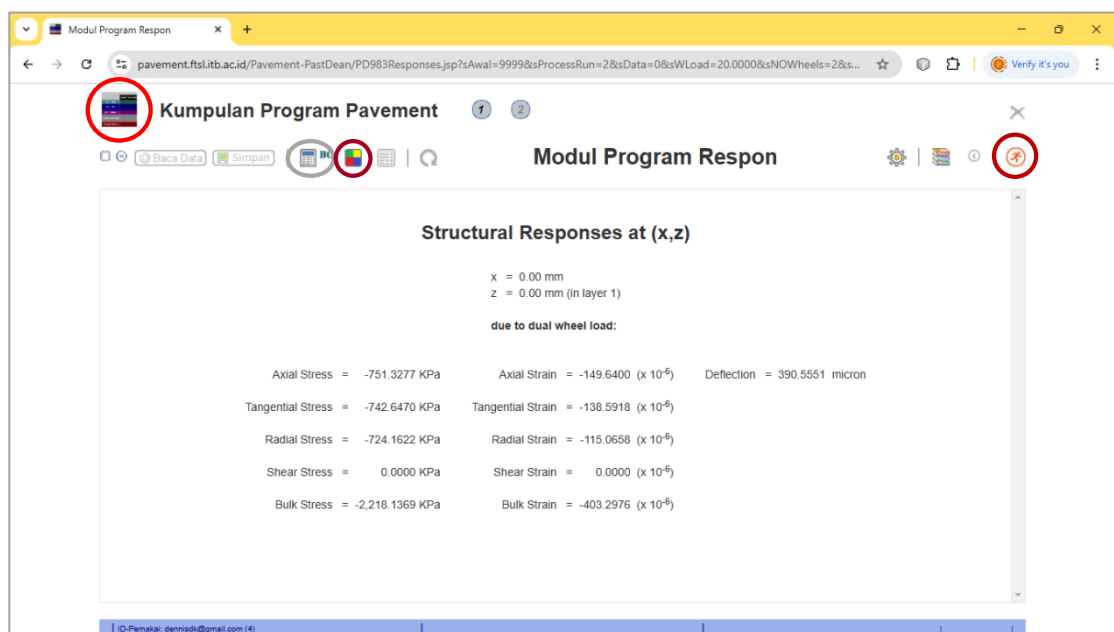 Modul Program Respon
pavement.ftsl.itb.ac.id/Pavement-PastDean/PD983Responses.jsp?sAwal=9999&sProcessRun=2&sData=0&sWLoad=20.0000&sNOWheels=2&s...
Verify it's you
Kumpulan Program Pavement 1 2
Baca Data Simpan Modul Program Respon
Structural Responses at (x,z)
x = 0.00 mm
z = 0.00 mm (in layer 1)
due to dual wheel load:
Axial Stress = -751.3277 KPa Axial Strain = -149.6400 (x 10-6) Deflection = 390.5551 micron
Tangential Stress = -742.6470 KPa Tangential Strain = -138.5918 (x 10-6)
Radial Stress = -724.1622 KPa Radial Strain = -115.0658 (x 10-6)
Shear Stress = 0.0000 KPa Shear Strain = 0.0000 (x 10-6)
Bulk Stress = -2,218.1369 KPa Bulk Strain = -403.2976 (x 10-6)
ID-Pemakai: dennisdk@gmail.com (4)